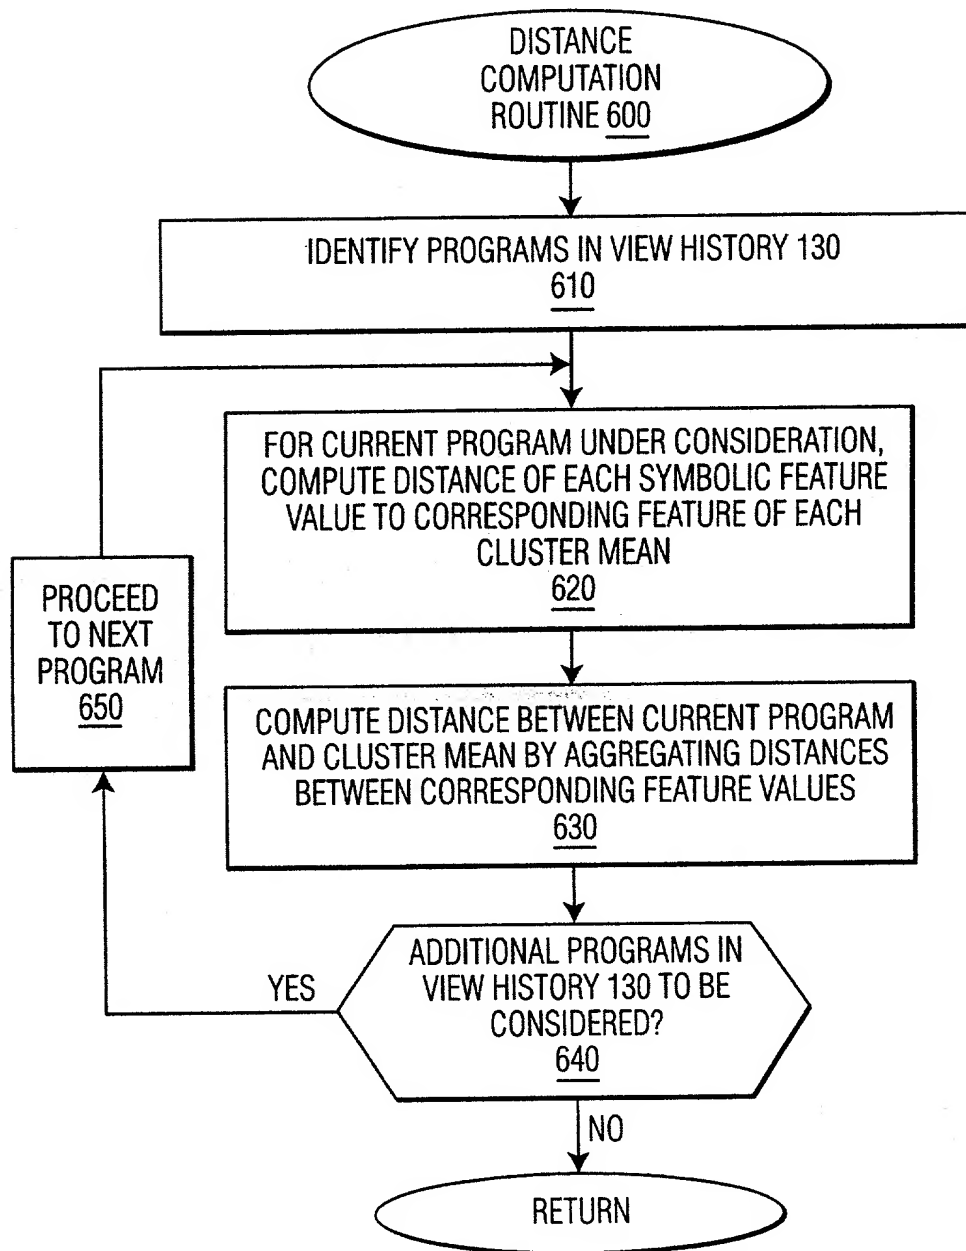 DISTANCE
COMPUTATION
ROUTINE 600
IDENTIFY PROGRAMS IN VIEW HISTORY 130
610
FOR CURRENT PROGRAM UNDER CONSIDERATION,
COMPUTE DISTANCE OF EACH SYMBOLIC FEATURE
VALUE TO CORRESPONDING FEATURE OF EACH
CLUSTER MEAN
620
PROCEED
TO NEXT
PROGRAM
650
COMPUTE DISTANCE BETWEEN CURRENT PROGRAM
AND CLUSTER MEAN BY AGGREGATING DISTANCES
BETWEEN CORRESPONDING FEATURE VALUES
630
ADDITIONAL PROGRAMS IN
VIEW HISTORY 130 TO BE
CONSIDERED?
640
YES
NO
RETURN